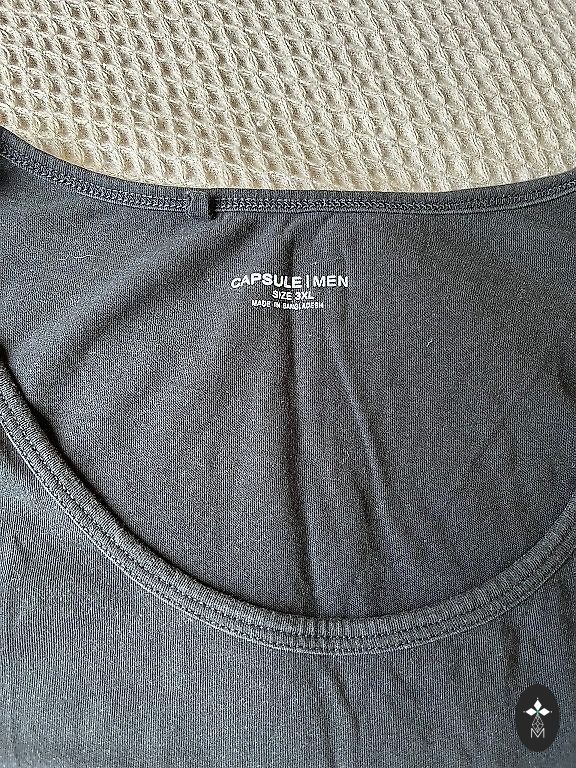 CAPSULE | MEN
SIZE 3XL
MADE IN BANGLADESH